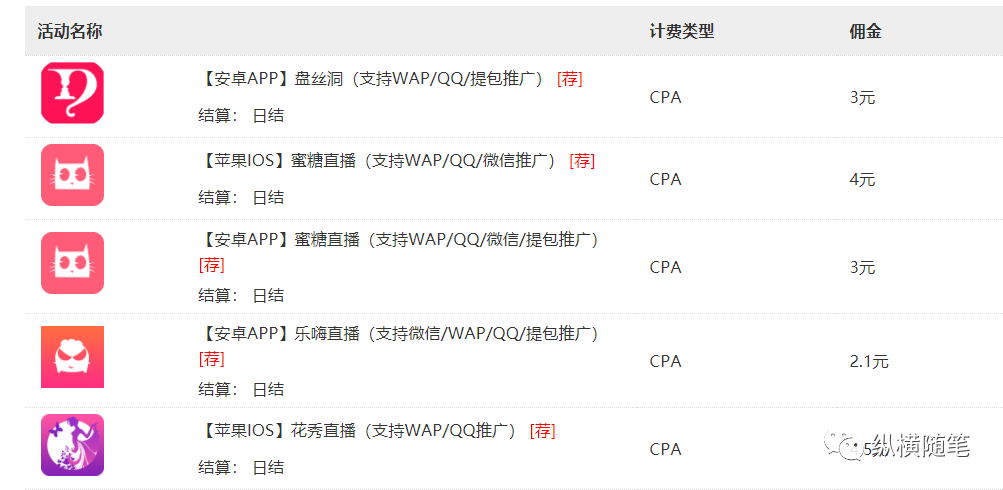 活动名称 计费类型 佣金
【安卓APP】盘丝洞（支持WAP/QQ/提包推广） [荐]
结算： 日结
CPA 3元
【苹果IOS】蜜糖直播（支持WAP/QQ/微信推广） [荐]
结算： 日结
CPA 4元
【安卓APP】蜜糖直播（支持WAP/QQ/微信/提包推广）
[荐]
结算： 日结
CPA 3元
【安卓APP】乐嗨直播（支持微信/WAP/QQ/提包推广）
[荐]
结算： 日结
CPA 2.1元
【苹果IOS】花秀直播（支持WAP/QQ推广） [荐]
结算： 日结
CPA
纵横随笔